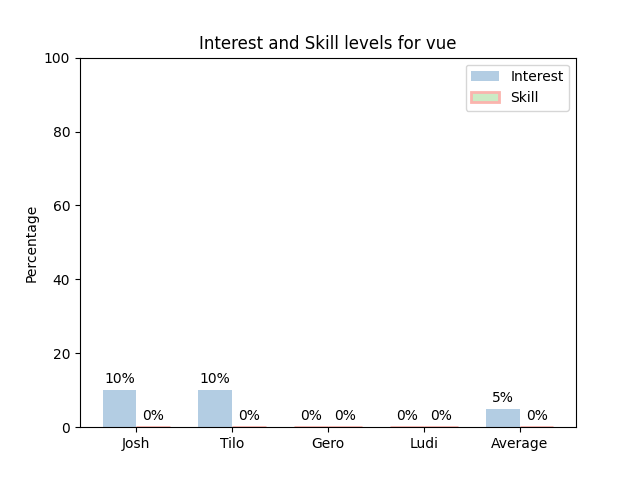 Interest and Skill levels for vue
Interest
Skill
Percentage
100
80
60
40
20
0
10% 0% 10% 0% 0% 0% 0% 0% 5% 0%
Josh Tilo Gero Ludi Average